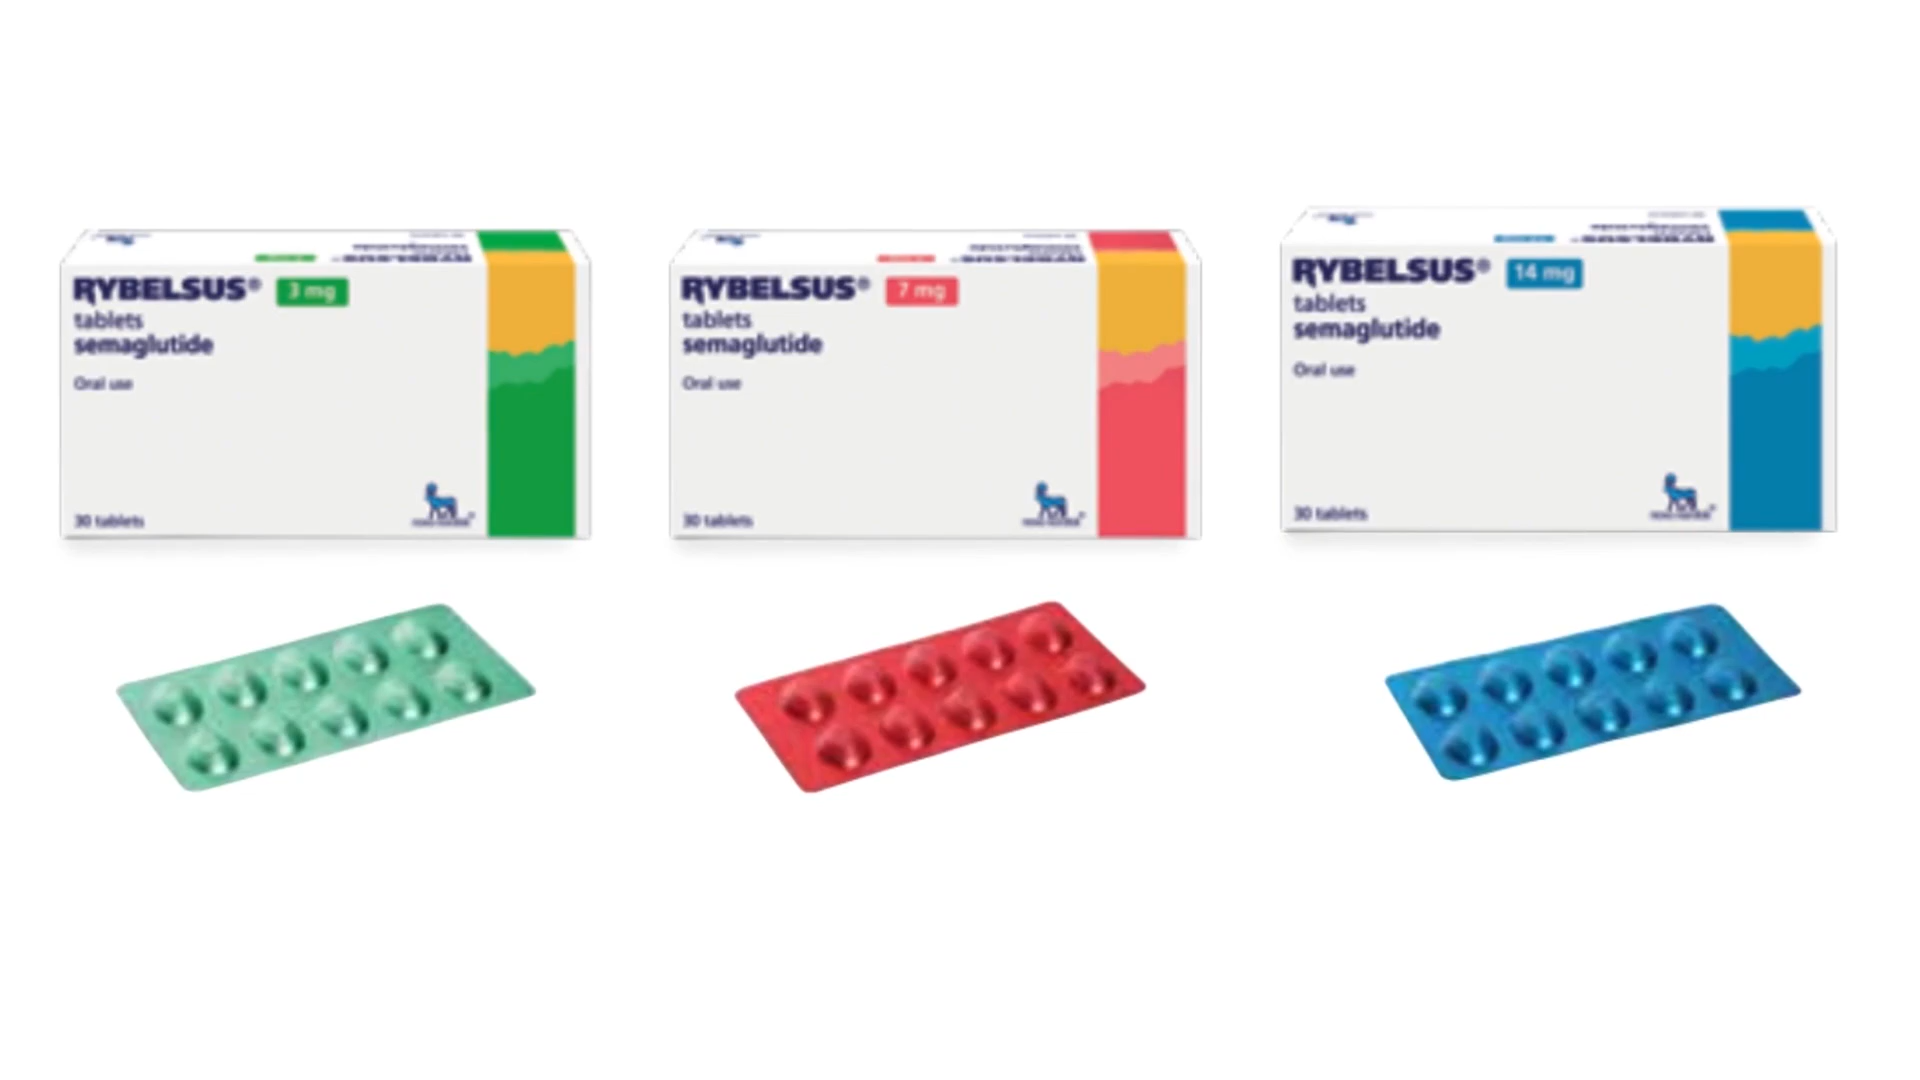 RYBELSUS® 3 mg
tablets
semaglutide
Oral use
30 tablets
RYBELSUS® 7 mg
tablets
semaglutide
Oral use
30 tablets
RYBELSUS® 14 mg
tablets
semaglutide
Oral use
30 tablets